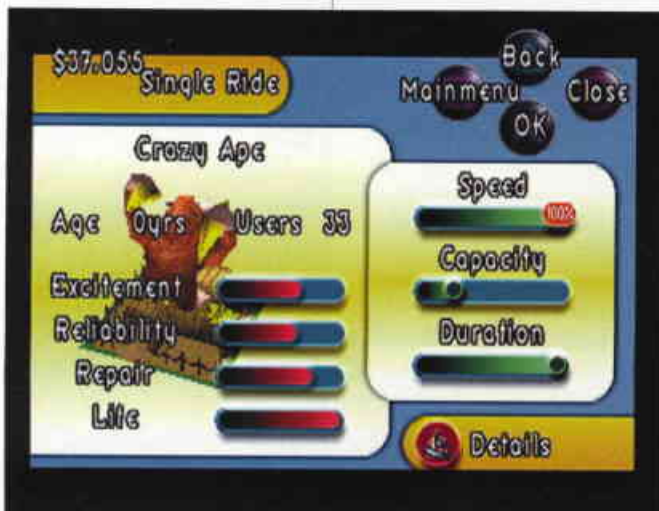 $37.055
Single Ride
Back
Mainmenu
Close
OK
Crazy Ape
Age 0yrs Users 33
Excitement
Reliability
Repair
Life
Speed
100%
Capacity
Duration
Details